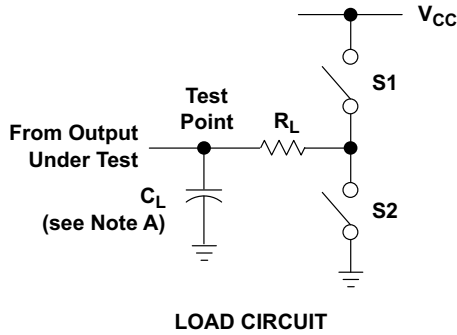 VCC
S1
Test
Point
RL
From Output
Under Test
CL
(see Note A)
S2
LOAD CIRCUIT